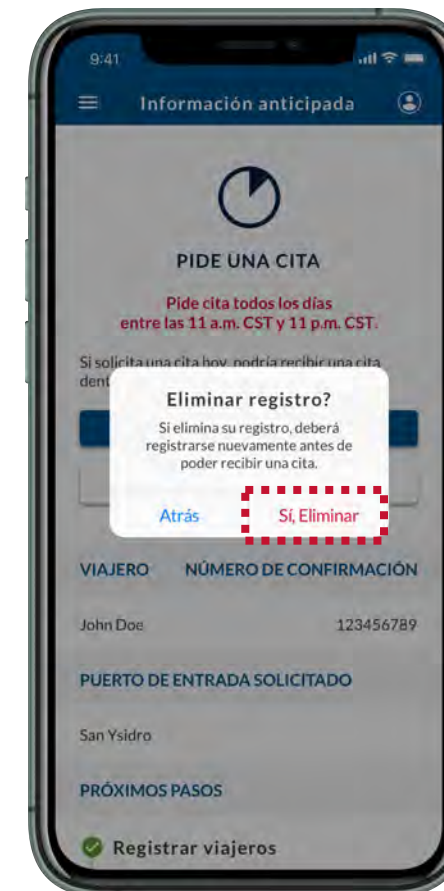 9:41
Información anticipada
PIDE UNA CITA
Pide cita todos los días
entre las 11 a.m. CST y 11 p.m. CST.
Si solicita una cita hoy, podría recibir una cita
dent
Eliminar registro?
Si elimina su registro, deberá
registrarse nuevamente antes de
poder recibir una cita.
Atrás Sí, Eliminar
VIAJERO NÚMERO DE CONFIRMACIÓN
John Doe 123456789
PUERTO DE ENTRADA SOLICITADO
San Ysidro
PRÓXIMOS PASOS
Registrar viajeros